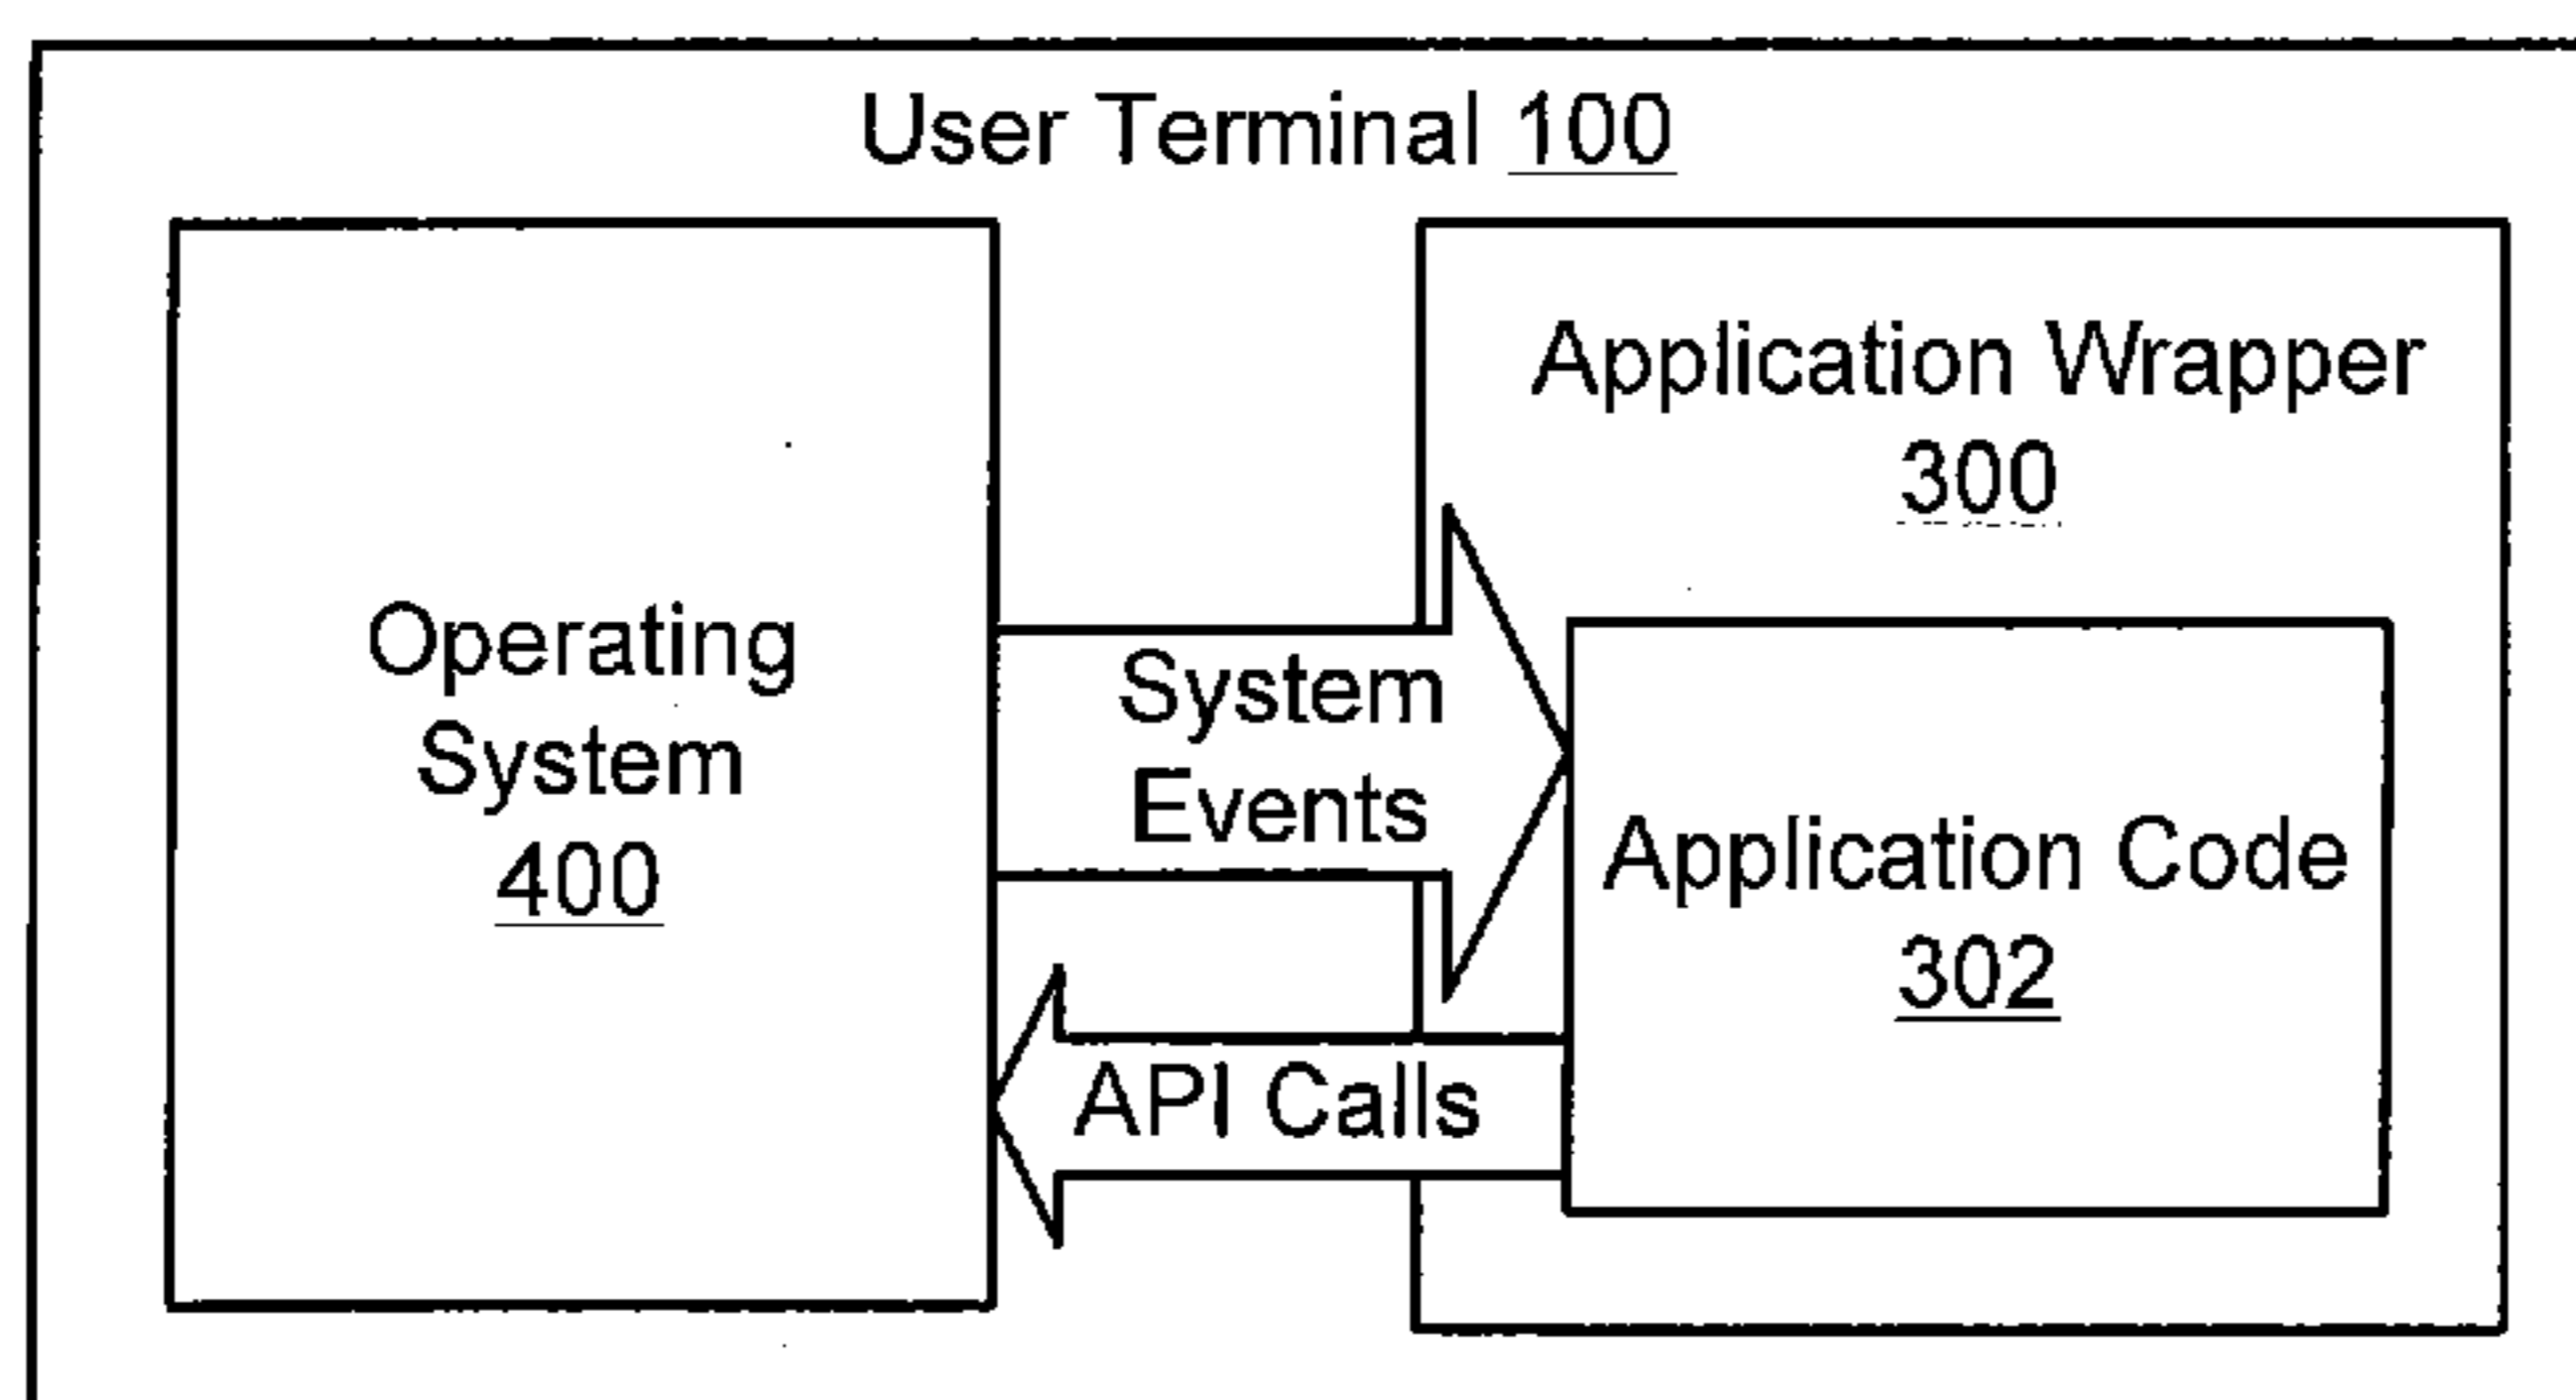 User Terminal 100
Operating
System
400
System
Events
API Calls
Application Wrapper
300
Application Code
302